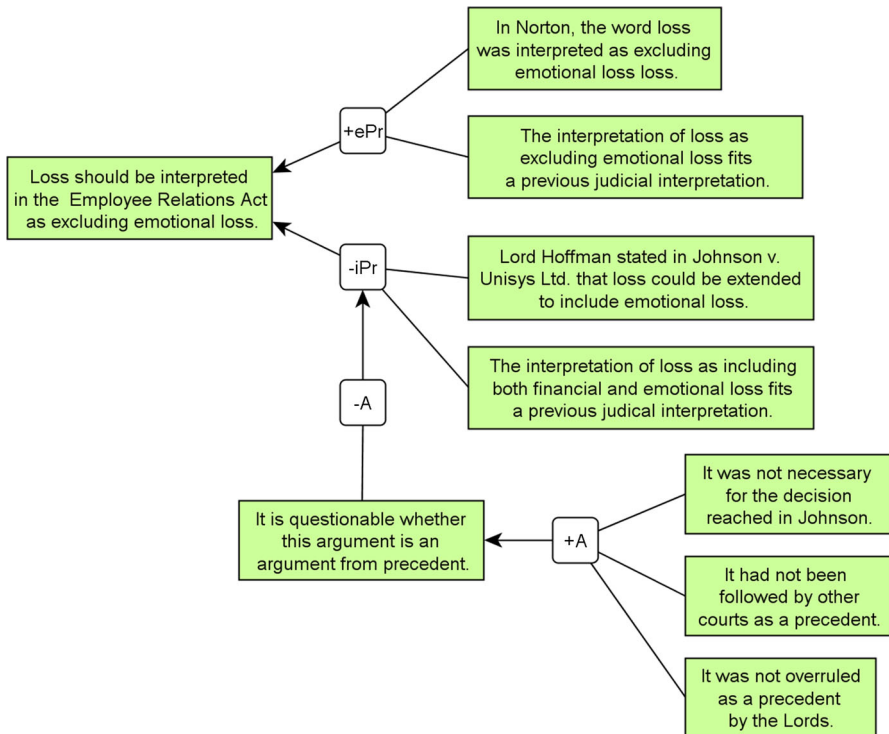 In Norton, the word loss
was interpreted as excluding
emotional loss loss.
+ePr
The interpretation of loss as
excluding emotional loss fits
a previous judicial interpretation.
Loss should be interpreted
in the Employee Relations Act
as excluding emotional loss.
-iPr
Lord Hoffman stated in Johnson v.
Unisys Ltd. that loss could be extended
to include emotional loss.
The interpretation of loss as including
both financial and emotional loss fits
a previous judical interpretation.
-A
It is questionable whether
this argument is an
argument from precedent.
+A
It was not necessary
for the decision
reached in Johnson.
It had not been
followed by other
courts as a precedent.
It was not overruled
as a precedent
by the Lords.